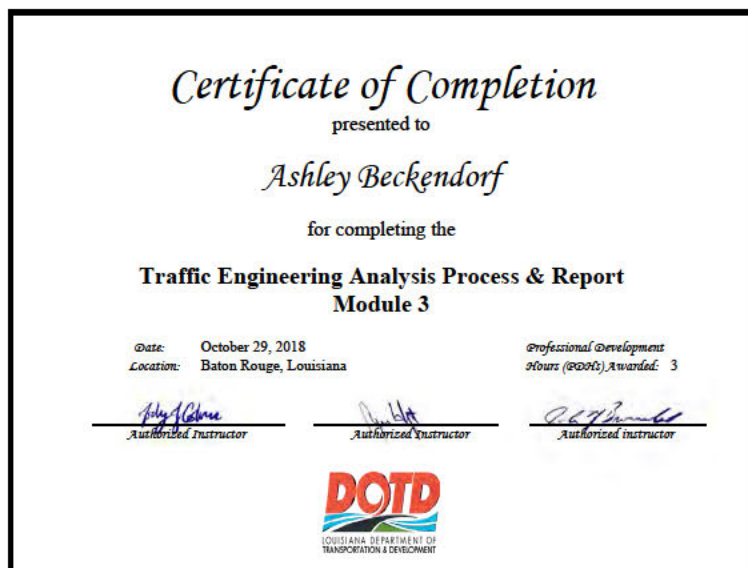 Certificate of Completion
presented to
Ashley Beckendorf
for completing the
Traffic Engineering Analysis Process & Report
Module 3
Date: October 29, 2018
Location: Baton Rouge, Louisiana
Professional Development
Hours (PDHs) Awarded: 3
Authorized Instructor
Authorized Instructor
Authorized instructor
DOTD
LOUISIANA DEPARTMENT OF
TRANSPORTATION & DEVELOPMENT